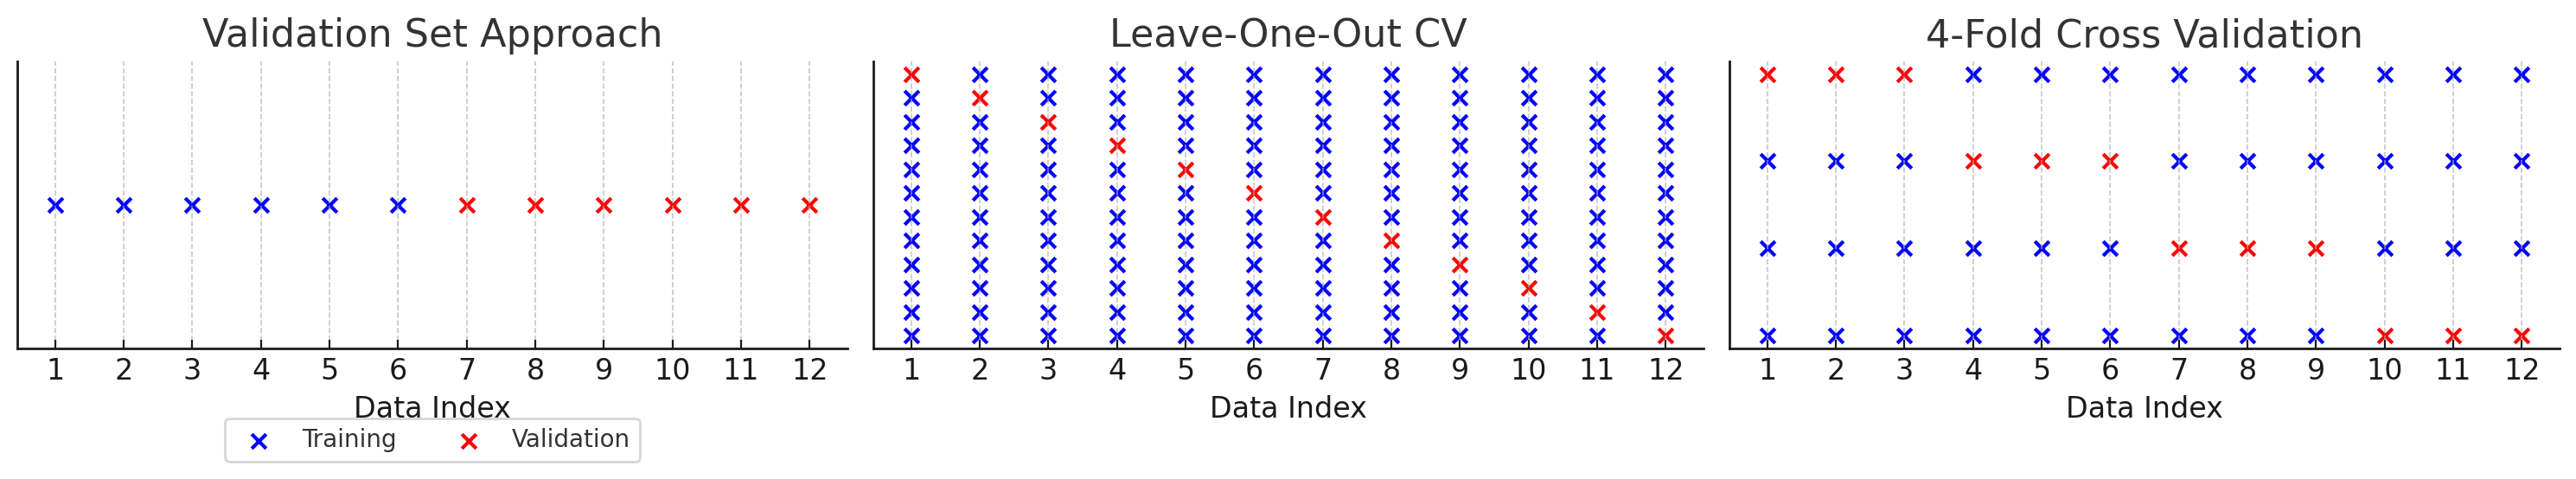 Validation Set Approach
1 2 3 4 5 6 7 8 9 10 11 12
Data Index
Training Validation
Leave-One-Out CV
1 2 3 4 5 6 7 8 9 10 11 12
Data Index
4-Fold Cross Validation
1 2 3 4 5 6 7 8 9 10 11 12
Data Index